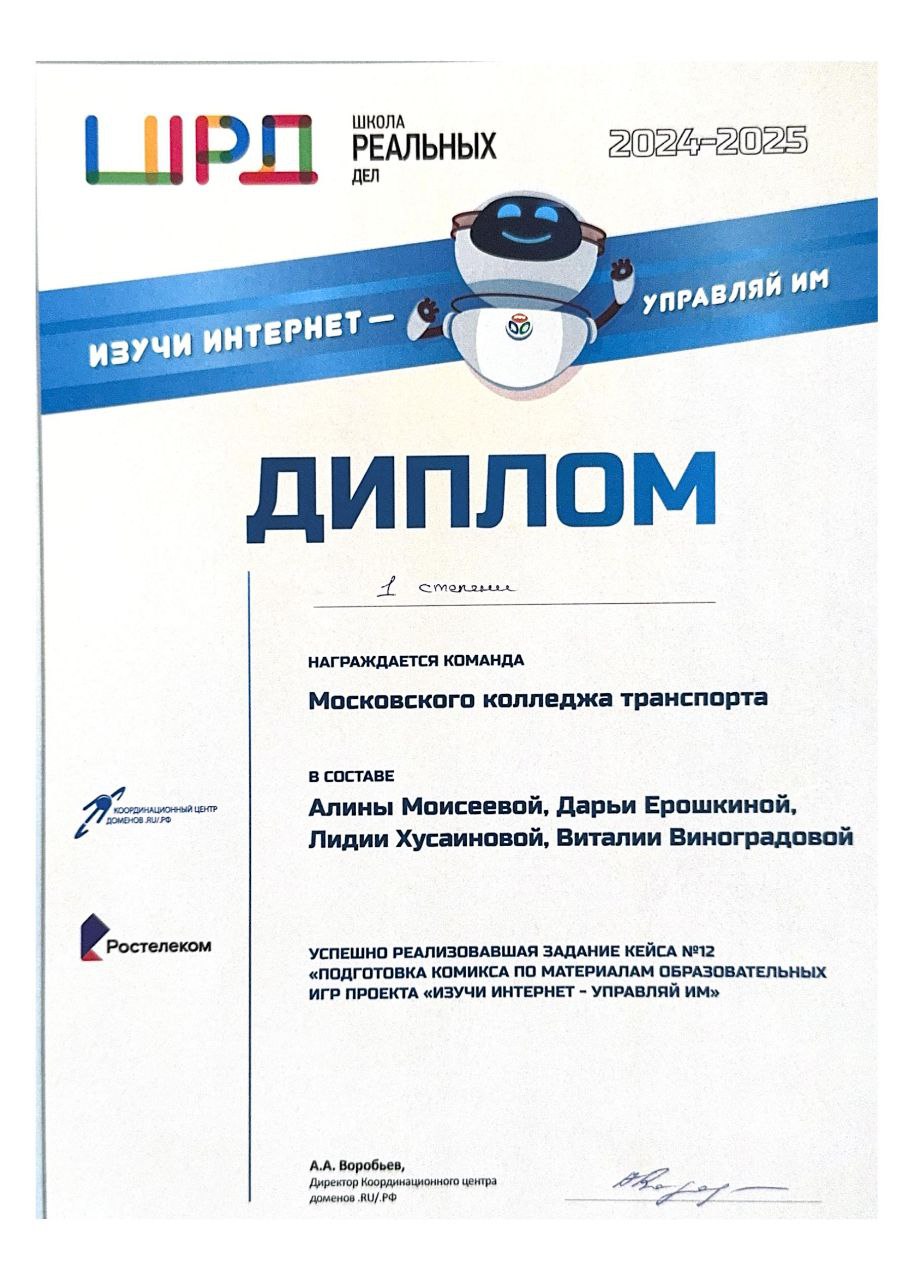 ШРД
ШКОЛА
РЕАЛЬНЫХ
ДЕЛ
2024-2025
ИЗУЧИ ИНТЕРНЕТ —
УПРАВЛЯЙ ИМ
ДИПЛОМ
1 степени
НАГРАЖДАЕТСЯ КОМАНДА
Московского колледжа транспорта
В СОСТАВЕ
Алины Моисеевой, Дарьи Ерошкиной,
Лидии Хусаиновой, Виталии Виноградовой
КООРДИНАЦИОННЫЙ ЦЕНТР
ДОМЕНОВ .RU/.РФ
Ростелеком
УСПЕШНО РЕАЛИЗОВАВШАЯ ЗАДАНИЕ КЕЙСА №12
«ПОДГОТОВКА КОМИКСА ПО МАТЕРИАЛАМ ОБРАЗОВАТЕЛЬНЫХ
ИГР ПРОЕКТА «ИЗУЧИ ИНТЕРНЕТ - УПРАВЛЯЙ ИМ»
А.А. Воробьев,
Директор Координационного центра
доменов .RU/.РФ